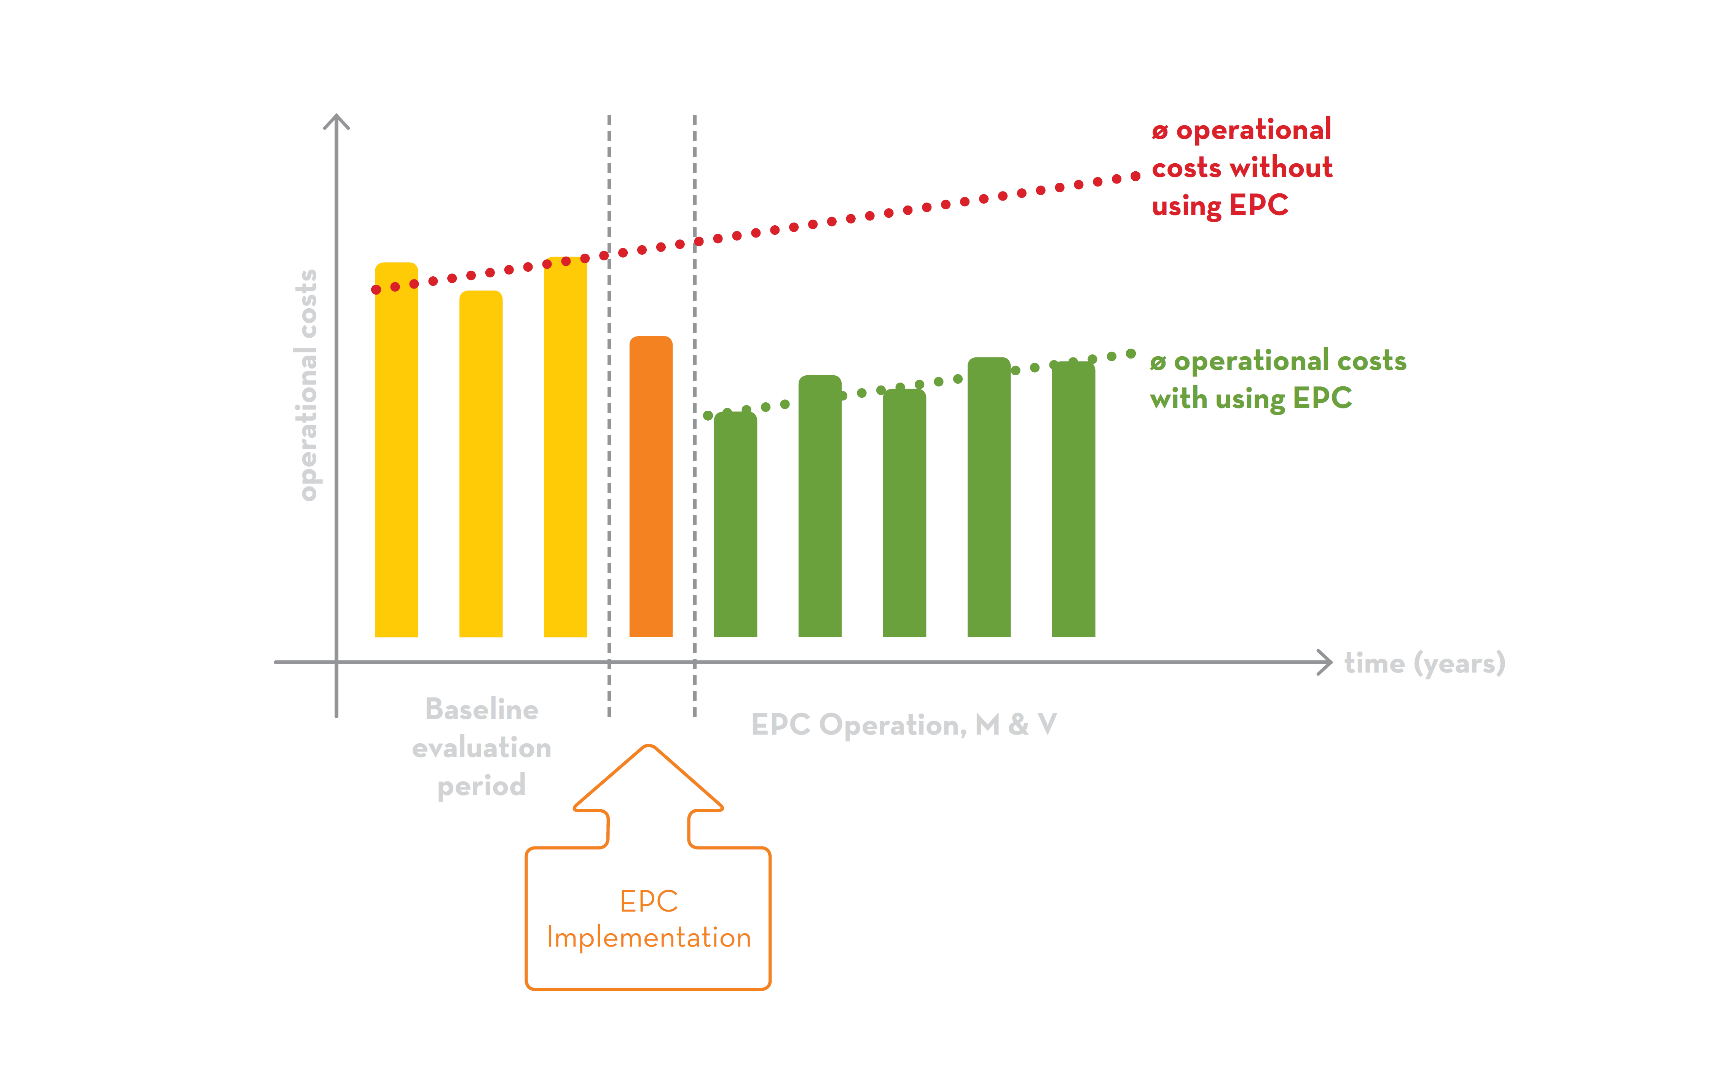 ø operational
costs without
using EPC
operational costs
ø operational costs
with using EPC
time (years)
Baseline
evaluation
period
EPC Operation, M & V
EPC
Implementation